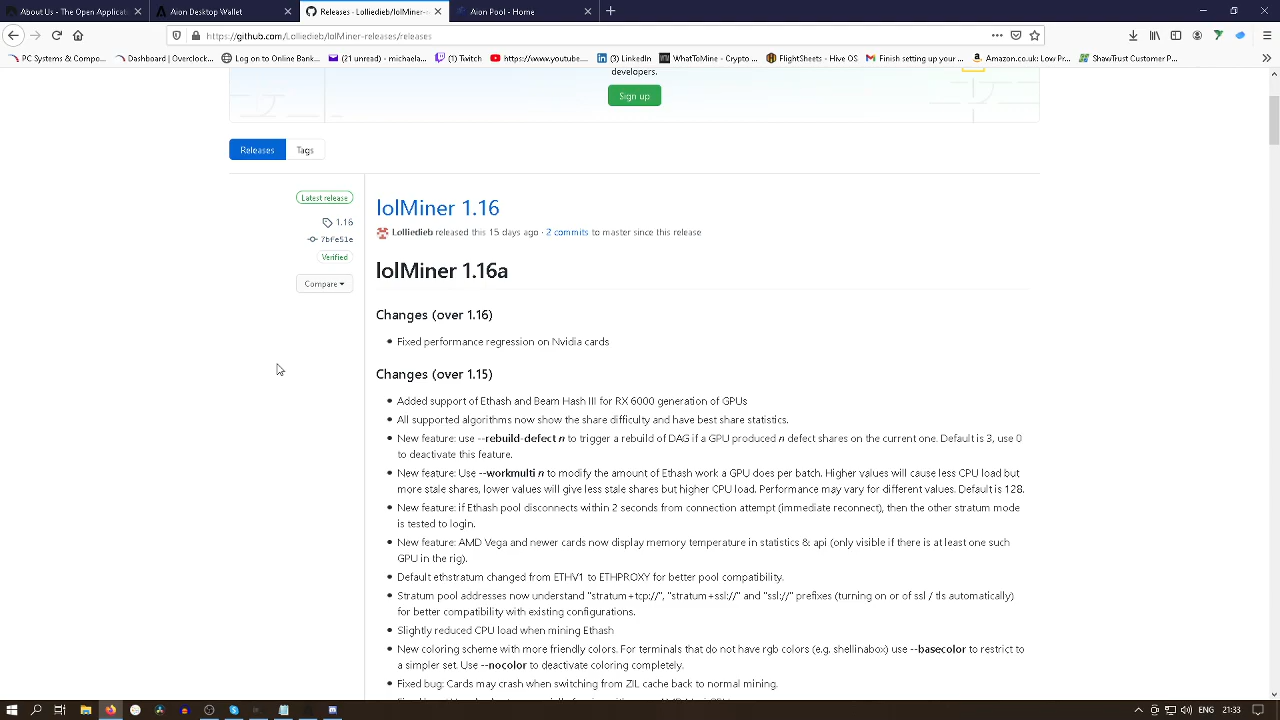 About Us - The Open Applicatio
Aion Desktop Wallet
Releases · Lolliedieb/lolMiner-
Aion Pool - Home
https://github.com/Lolliedieb/lolMiner-releases/releases
PC Systems & Compo...
Dashboard | Overclock...
Log on to Online Bank...
(21 unread) - michaela...
(1) Twitch
https://www.youtube....
(3) LinkedIn
WhatToMine - Crypto ...
FlightSheets - Hive OS
Finish setting up your ...
Amazon.co.uk: Low Pr...
ShawTrust Customer P...
developers.
Sign up
Releases
Tags
Latest release
1.16
7bfe51e
Verified
Compare
lolMiner 1.16
Lolliedieb released this 15 days ago · 2 commits to master since this release
lolMiner 1.16a
Changes (over 1.16)
Fixed performance regression on Nvidia cards
Changes (over 1.15)
Added support of Ethash and Beam Hash III for RX 6000 generation of GPUs
All supported algorithms now show the share difficulty and have best share statistics.
New feature: use --rebuild-defect n to trigger a rebuild of DAG if a GPU produced n defect shares on the current one. Default is 3, use 0
to deactivate this feature.
New feature: Use --workmulti n to modify the amount of Ethash work a GPU does per batch. Higher values will cause less CPU load but
more stale shares, lower values will give less stale shares but higher CPU load. Performance may vary for different values. Default is 128.
New feature: if Ethash pool disconnects within 2 seconds from connection attempt (immediate reconnect), then the other stratum mode
is tested to login.
New feature: AMD Vega and newer cards now display memory temperature in statistics & api (only visible if there is at least one such
GPU in the rig).
Default ethstratum changed from ETHV1 to ETHPROXY for better pool compatibility.
Stratum pool addresses now understand "stratum+tcp://", "stratum+ssl://" and "ssl://" prefixes (turning on or of ssl / tls automatically)
for better compatibility with existing configurations.
Slightly reduced CPU load when mining Ethash
New coloring scheme with more friendly colors. For terminals that do not have rgb colors (e.g. shellinabox) use --basecolor to restrict to
a simpler set. Use --nocolor to deactivate coloring completely.
Fixed bug: Cards may crash when switching from ZIL cache back to normal mining.
ENG
21:33